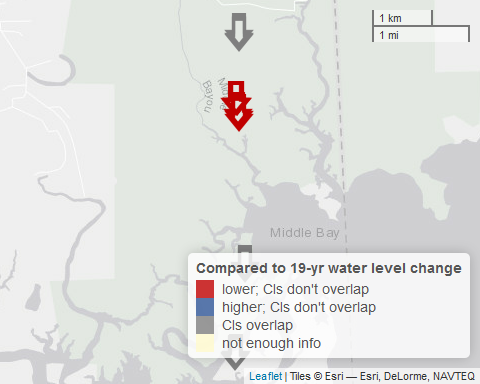 1 km
1 mi
Bayou
Middle Bay
Compared to 19-yr water level change
lower; CIs don't overlap
higher; CIs don't overlap
CIs overlap
not enough info
Leaflet | Tiles © Esri — Esri, DeLorme, NAVTEQ